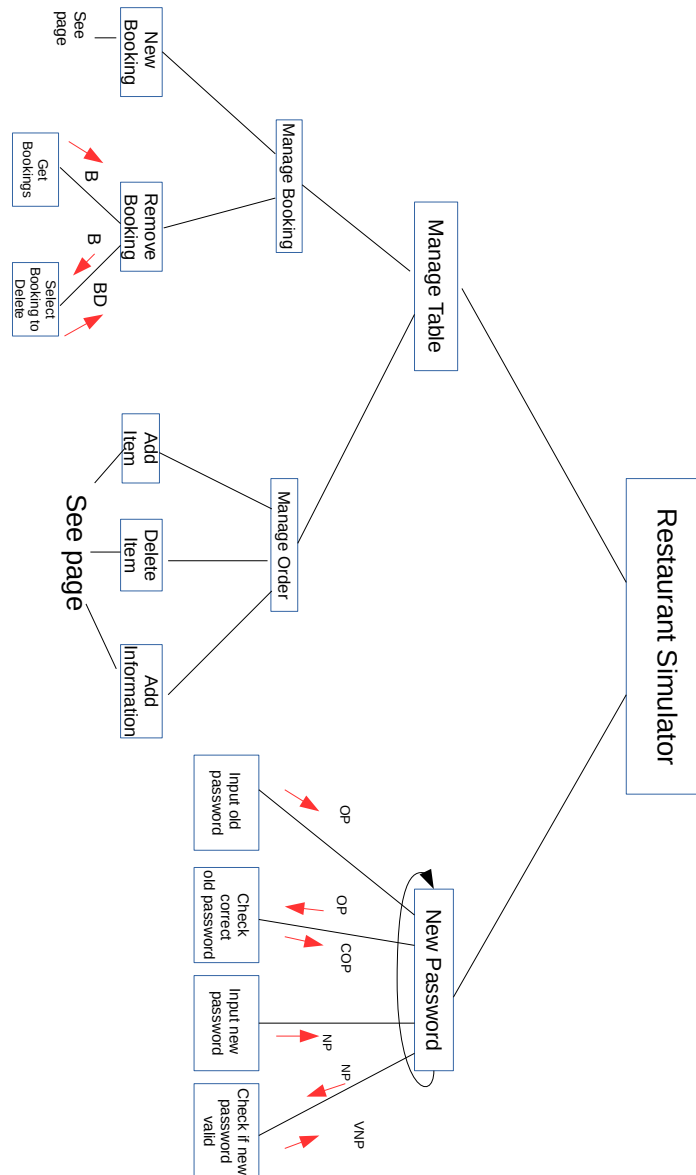 Restaurant Simulator
Manage Table
New Password
Manage Booking
Manage Order
New
Booking
Remove
Booking
Add
Item
Delete
Item
Add
Information
See
page
B
B
BD
Get
Bookings
Select
Booking to
Delete
See page
OP
OP
COP
NP
NP
VNP
Input old
password
Check
correct
old password
Input new
password
Check if new
password
valid